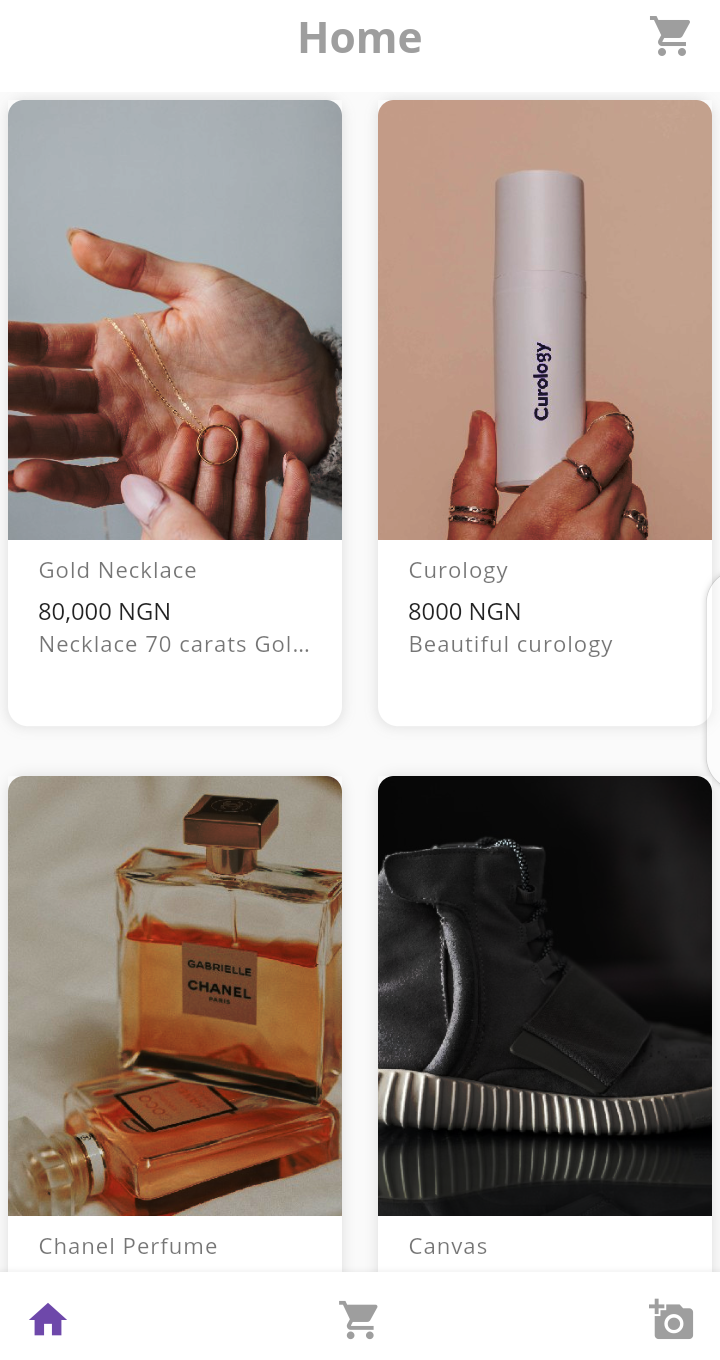 Home
Curology
Gold Necklace
80,000 NGN
Necklace 70 carats Gol...
Curology
8000 NGN
Beautiful curology
GABRIELLE
CHANEL
PARIS
Chanel Perfume
Canvas